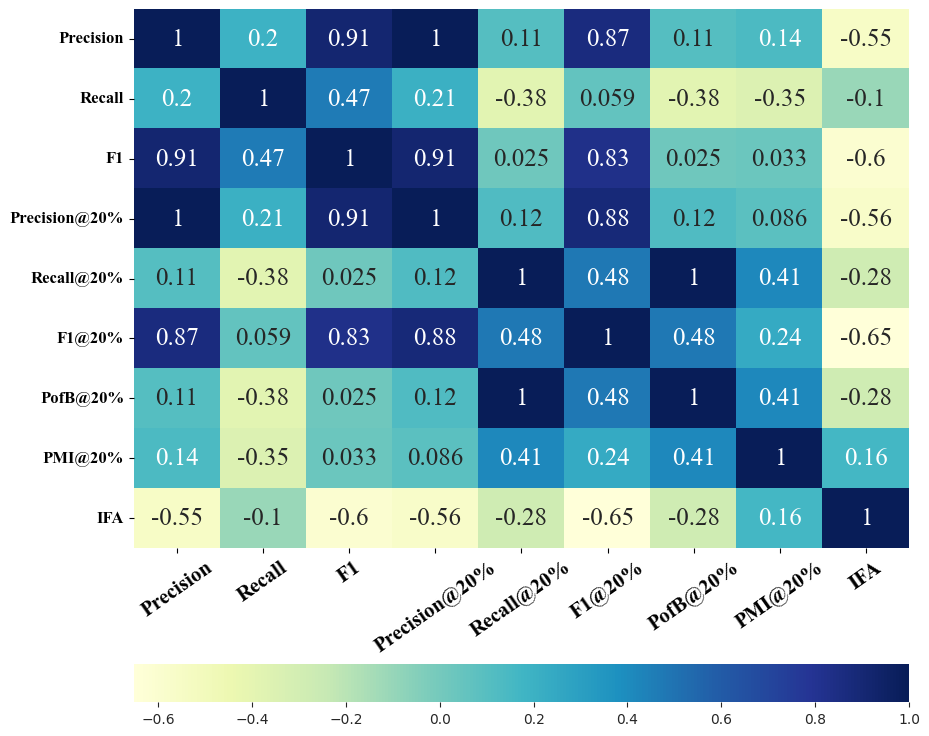 Precision 1 0.2 0.91 1 0.11 0.87 0.11 0.14 -0.55
Recall 0.2 1 0.47 0.21 -0.38 0.059 -0.38 -0.35 -0.1
F1 0.91 0.47 1 0.91 0.025 0.83 0.025 0.033 -0.6
Precision@20% 1 0.21 0.91 1 0.12 0.88 0.12 0.086 -0.56
Recall@20% 0.11 -0.38 0.025 0.12 1 0.48 1 0.41 -0.28
F1@20% 0.87 0.059 0.83 0.88 0.48 1 0.48 0.24 -0.65
PofB@20% 0.11 -0.38 0.025 0.12 1 0.48 1 0.41 -0.28
PMI@20% 0.14 -0.35 0.033 0.086 0.41 0.24 0.41 1 0.16
IFA -0.55 -0.1 -0.6 -0.56 -0.28 -0.65 -0.28 0.16 1
Precision Recall F1 Precision@20% Recall@20% F1@20% PofB@20% PMI@20% IFA
−0.6 −0.4 −0.2 0.0 0.2 0.4 0.6 0.8 1.0